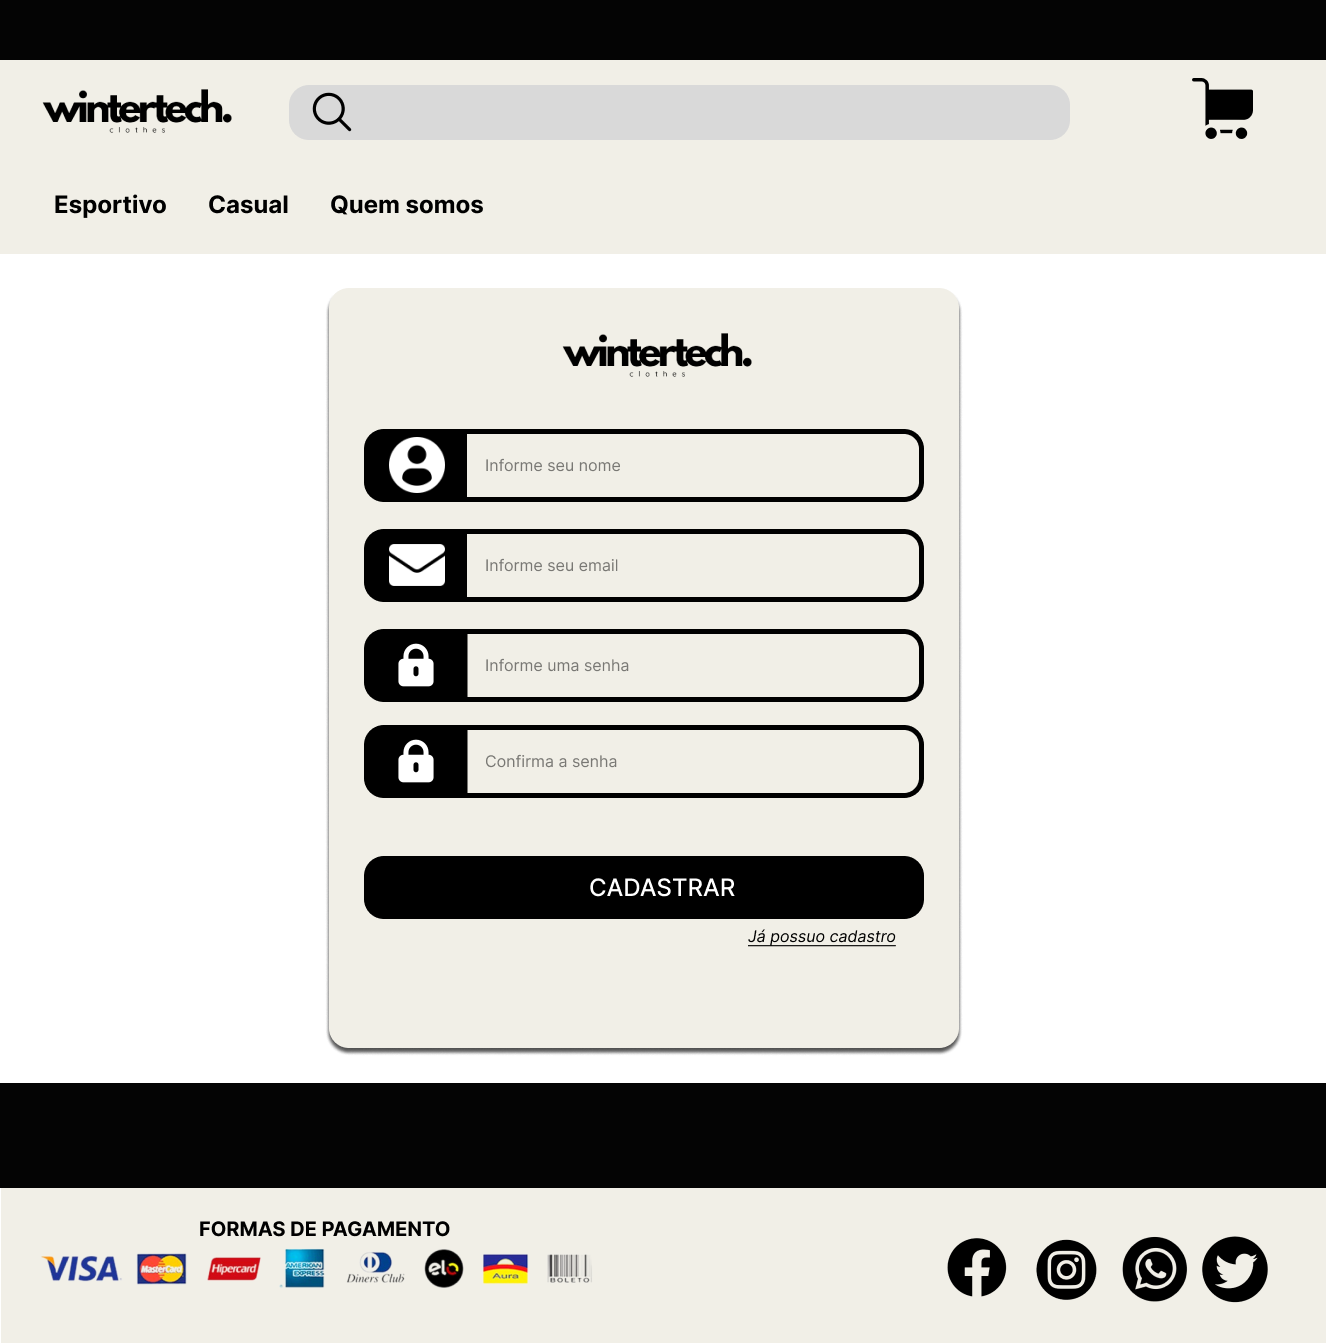 wintertech.
clothes
Esportivo Casual Quem somos
wintertech.
clothes
Informe seu nome
Informe seu email
Informe uma senha
Confirma a senha
CADASTRAR
Já possuo cadastro
FORMAS DE PAGAMENTO
VISA MasterCard Hipercard AMERICAN EXPRESS Diners Club elo Aura BOLETO